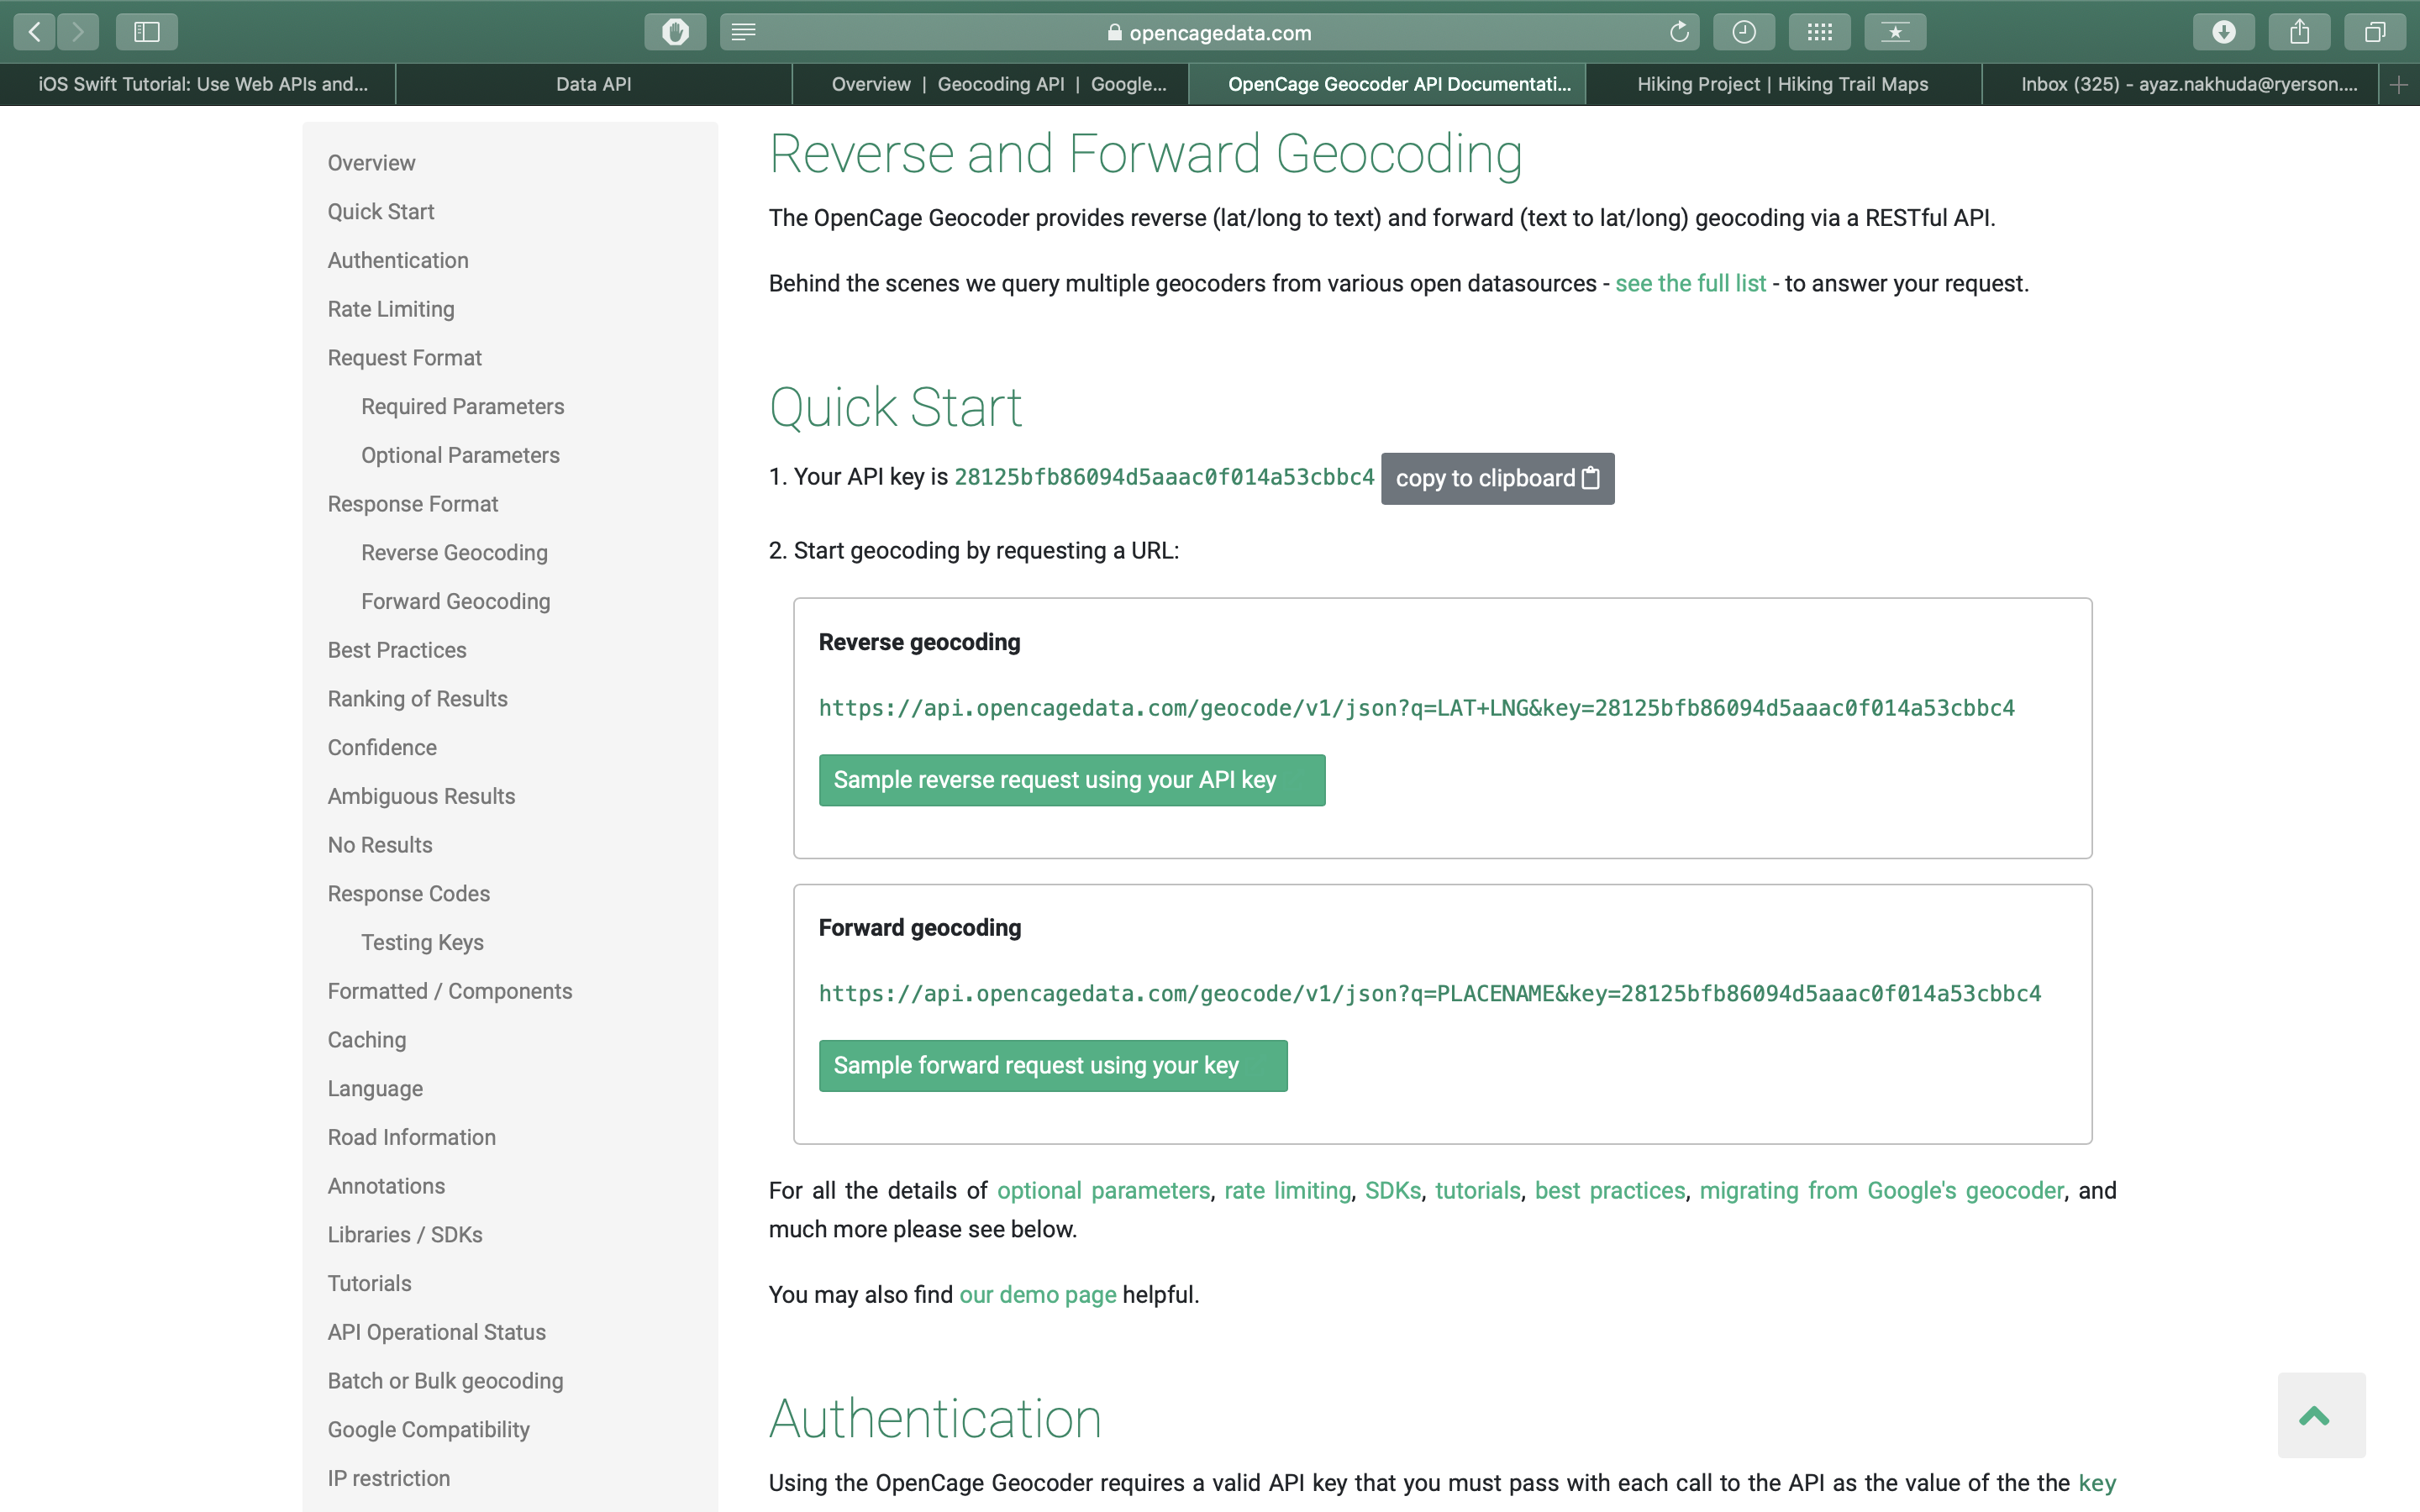 opencagedata.com
iOS Swift Tutorial: Use Web APIs and...
Data API
Overview | Geocoding API | Google...
OpenCage Geocoder API Documentati...
Hiking Project | Hiking Trail Maps
Inbox (325) - ayaz.nakhuda@ryerson....
Overview
Quick Start
Authentication
Rate Limiting
Request Format
Required Parameters
Optional Parameters
Response Format
Reverse Geocoding
Forward Geocoding
Best Practices
Ranking of Results
Confidence
Ambiguous Results
No Results
Response Codes
Testing Keys
Formatted / Components
Caching
Language
Road Information
Annotations
Libraries / SDKs
Tutorials
API Operational Status
Batch or Bulk geocoding
Google Compatibility
IP restriction
Reverse and Forward Geocoding
The OpenCage Geocoder provides reverse (lat/long to text) and forward (text to lat/long) geocoding via a RESTful API.
Behind the scenes we query multiple geocoders from various open datasources - see the full list - to answer your request.
Quick Start
1. Your API key is 28125bfb86094d5aaac0f014a53cbbc4 copy to clipboard
2. Start geocoding by requesting a URL:
Reverse geocoding
https://api.opencagedata.com/geocode/v1/json?q=LAT+LNG&key=28125bfb86094d5aaac0f014a53cbbc4
Sample reverse request using your API key
Forward geocoding
https://api.opencagedata.com/geocode/v1/json?q=PLACENAME&key=28125bfb86094d5aaac0f014a53cbbc4
Sample forward request using your key
For all the details of optional parameters, rate limiting, SDKs, tutorials, best practices, migrating from Google's geocoder, and
much more please see below.
You may also find our demo page helpful.
Authentication
Using the OpenCage Geocoder requires a valid API key that you must pass with each call to the API as the value of the the key